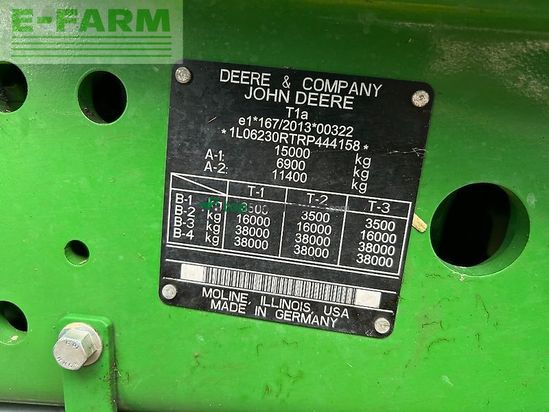 E-FARM
DEERE & COMPANY
JOHN DEERE
T1a
e1*167/2013*00322
*1L06230RTRP444158*
15000 kg
A-1: 6900 kg
A-2: 11400 kg
T-1 T-2 T-3
B-1 kg 3500 3500 3500
B-2 kg 16000 16000 16000
B-3 kg 38000 38000 38000
B-4 kg 38000 38000 38000
MOLINE, ILLINOIS, USA
MADE IN GERMANY